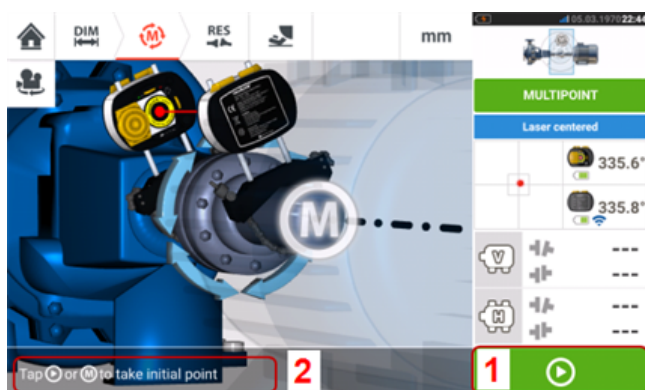 DIM
M
RES
mm
05.03.1970 22:44
MULTIPOINT
Laser centered
335.6°
335.8°
M
V
---
---
H
---
---
Tap or M to take initial point
2
1